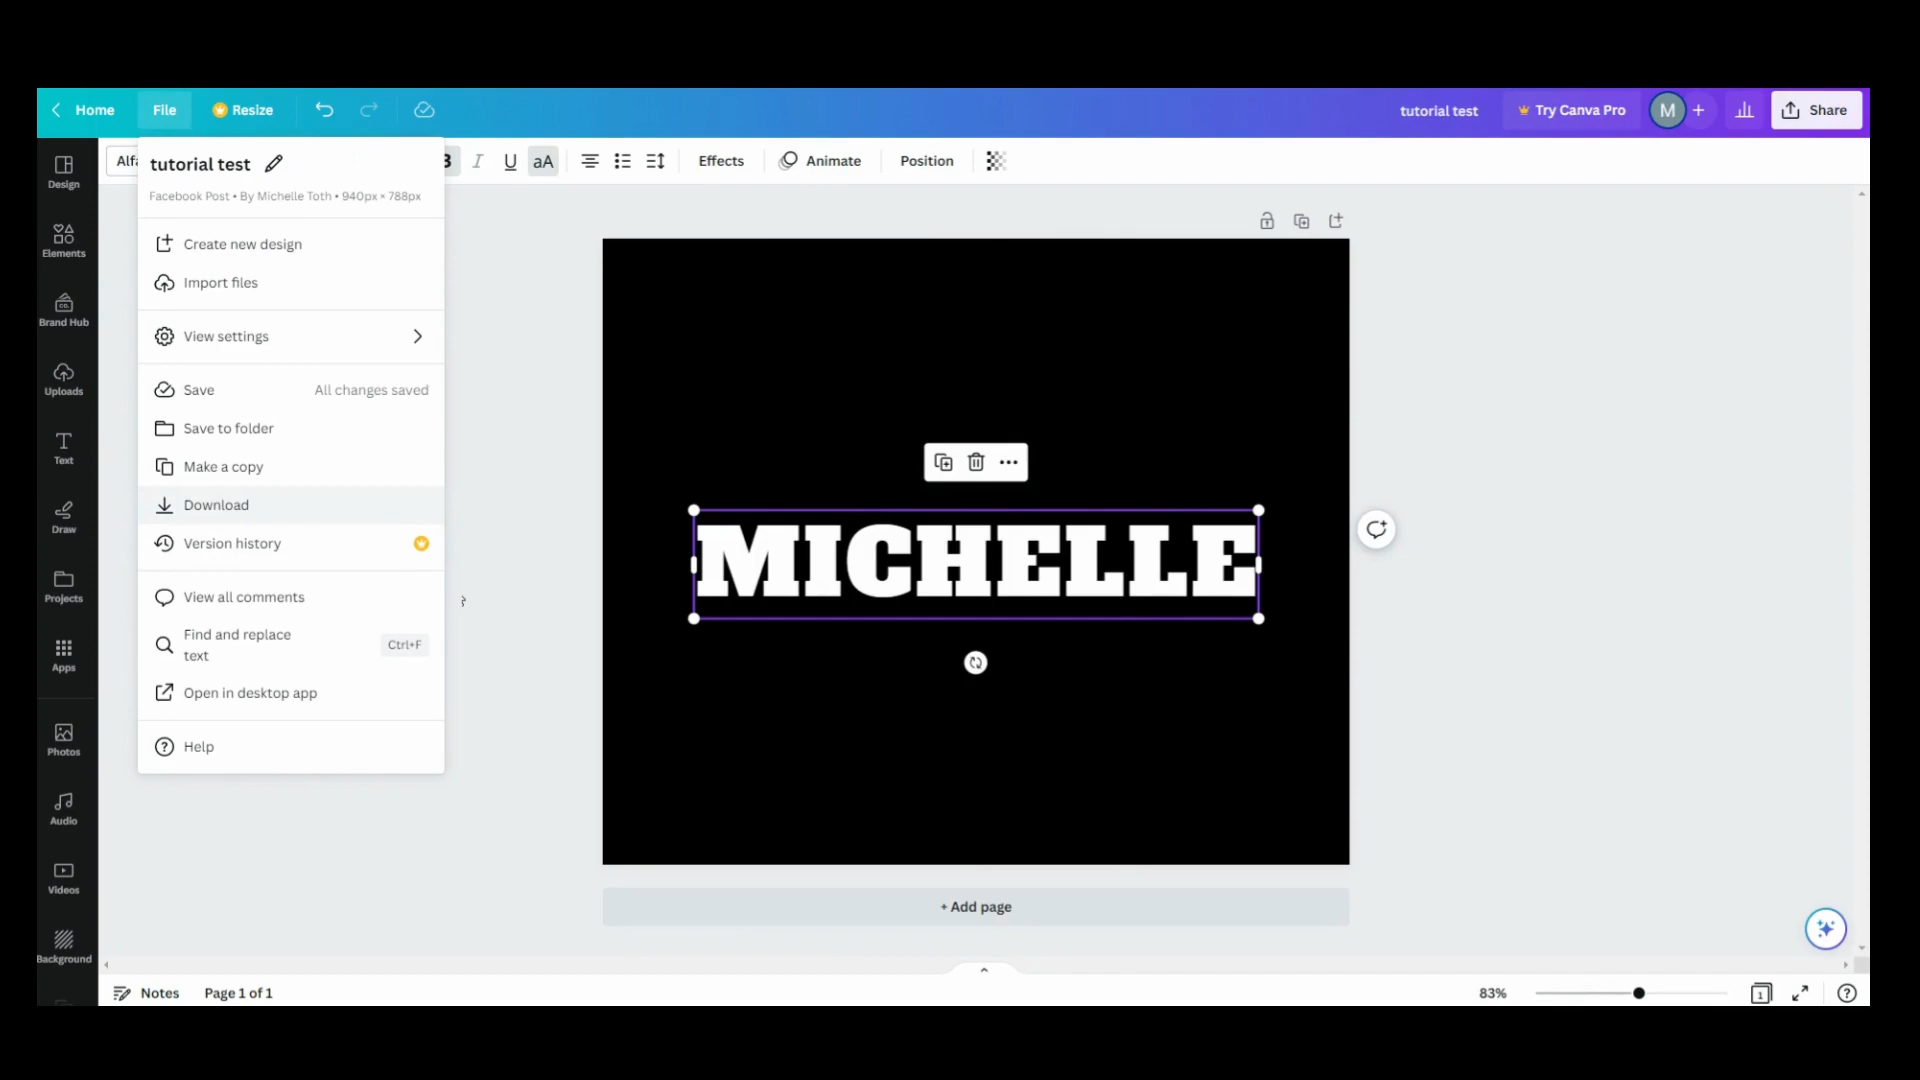 Home File Resize tutorial test Try Canva Pro M + Share
Alfa B I U aA Effects Animate Position
tutorial test
Facebook Post • By Michelle Toth • 940px × 788px
Create new design
Import files
View settings
Save All changes saved
Save to folder
Make a copy
Download
Version history
View all comments
Find and replace
text
Ctrl+F
Open in desktop app
Help
Design
Elements
Brand Hub
Uploads
Text
Draw
Projects
Apps
Photos
Audio
Videos
Background
MICHELLE
+ Add page
Notes Page 1 of 1 83% 1